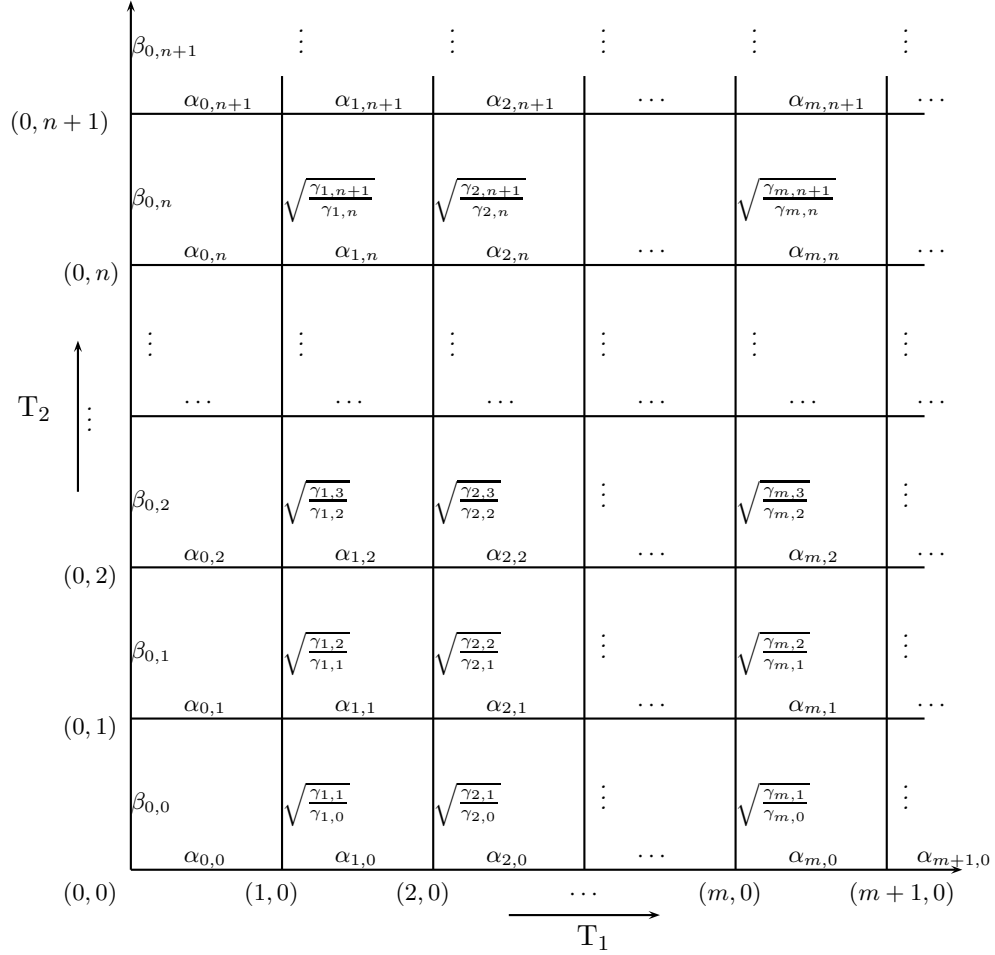 β_{0,n+1} ⋮ ⋮ ⋮ ⋮ ⋮
α_{0,n+1} α_{1,n+1} α_{2,n+1} ⋯ α_{m,n+1} ⋯
(0, n + 1)
β_{0,n} √(γ_{1,n+1}/γ_{1,n}) √(γ_{2,n+1}/γ_{2,n}) √(γ_{m,n+1}/γ_{m,n})
α_{0,n} α_{1,n} α_{2,n} ⋯ α_{m,n} ⋯
(0, n)
⋮ ⋮ ⋮ ⋮ ⋮ ⋮
T₂ ⋮ ⋯ ⋯ ⋯ ⋯ ⋯ ⋯
β_{0,2} √(γ_{1,3}/γ_{1,2}) √(γ_{2,3}/γ_{2,2}) ⋮ √(γ_{m,3}/γ_{m,2}) ⋮
α_{0,2} α_{1,2} α_{2,2} ⋯ α_{m,2} ⋯
(0, 2)
β_{0,1} √(γ_{1,2}/γ_{1,1}) √(γ_{2,2}/γ_{2,1}) ⋮ √(γ_{m,2}/γ_{m,1}) ⋮
α_{0,1} α_{1,1} α_{2,1} ⋯ α_{m,1} ⋯
(0, 1)
β_{0,0} √(γ_{1,1}/γ_{1,0}) √(γ_{2,1}/γ_{2,0}) ⋮ √(γ_{m,1}/γ_{m,0}) ⋮
α_{0,0} α_{1,0} α_{2,0} ⋯ α_{m,0} α_{m+1,0}
(0, 0) (1, 0) (2, 0) ⋯ (m, 0) (m + 1, 0)
T₁